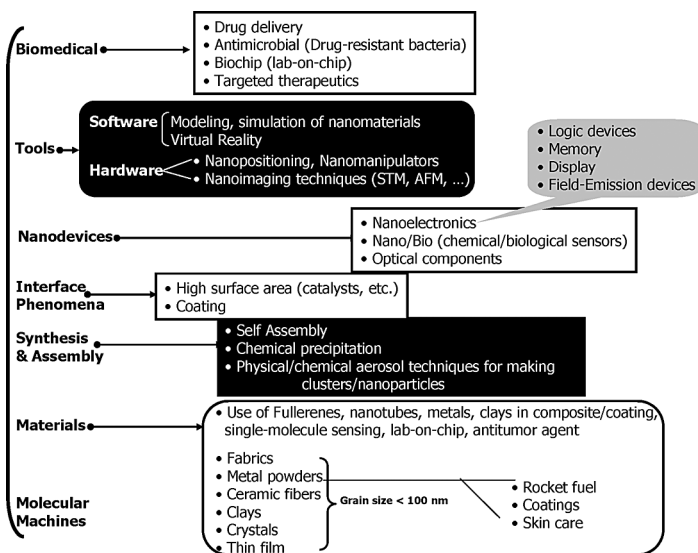 Biomedical
• Drug delivery
• Antimicrobial (Drug-resistant bacteria)
• Biochip (lab-on-chip)
• Targeted therapeutics
Tools
Software
Modeling, simulation of nanomaterials
Virtual Reality
Hardware
• Nanopositioning, Nanomanipulators
• Nanoimaging techniques (STM, AFM, ...)
• Logic devices
• Memory
• Display
• Field-Emission devices
Nanodevices
• Nanoelectronics
• Nano/Bio (chemical/biological sensors)
• Optical components
Interface
Phenomena
• High surface area (catalysts, etc.)
• Coating
Synthesis
& Assembly
• Self Assembly
• Chemical precipitation
• Physical/chemical aerosol techniques for making
clusters/nanoparticles
Materials
• Use of Fullerenes, nanotubes, metals, clays in composite/coating,
single-molecule sensing, lab-on-chip, antitumor agent
• Fabrics
• Metal powders
• Ceramic fibers
• Clays
• Crystals
• Thin film
Grain size < 100 nm
• Rocket fuel
• Coatings
• Skin care
Molecular
Machines